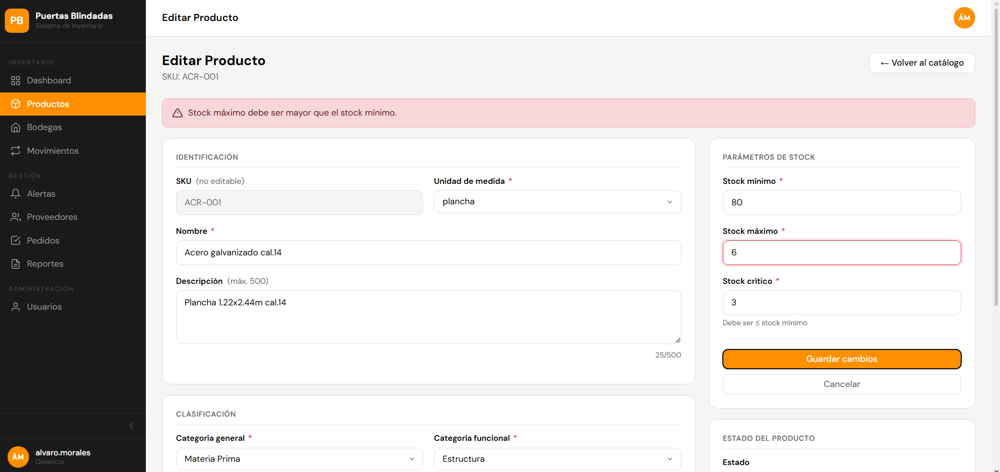 PB
Puertas Blindadas
Sistema de Inventario
INVENTARIO
Dashboard
Productos
Bodegas
Movimientos
GESTIÓN
Alertas
Proveedores
Pedidos
Reportes
ADMINISTRACIÓN
Usuarios
ÁM
alvaro.morales
Gerencia
Editar Producto
ÁM
Editar Producto
SKU: ACR-001
← Volver al catálogo
Stock máximo debe ser mayor que el stock mínimo.
IDENTIFICACIÓN
SKU (no editable)
ACR-001
Unidad de medida *
plancha
Nombre *
Acero galvanizado cal.14
Descripción (máx. 500)
Plancha 1.22x2.44m cal.14
25/500
CLASIFICACIÓN
Categoría general *
Materia Prima
Categoría funcional *
Estructura
PARÁMETROS DE STOCK
Stock mínimo *
80
Stock máximo *
6
Stock crítico *
3
Debe ser ≤ stock mínimo
Guardar cambios
Cancelar
ESTADO DEL PRODUCTO
Estado